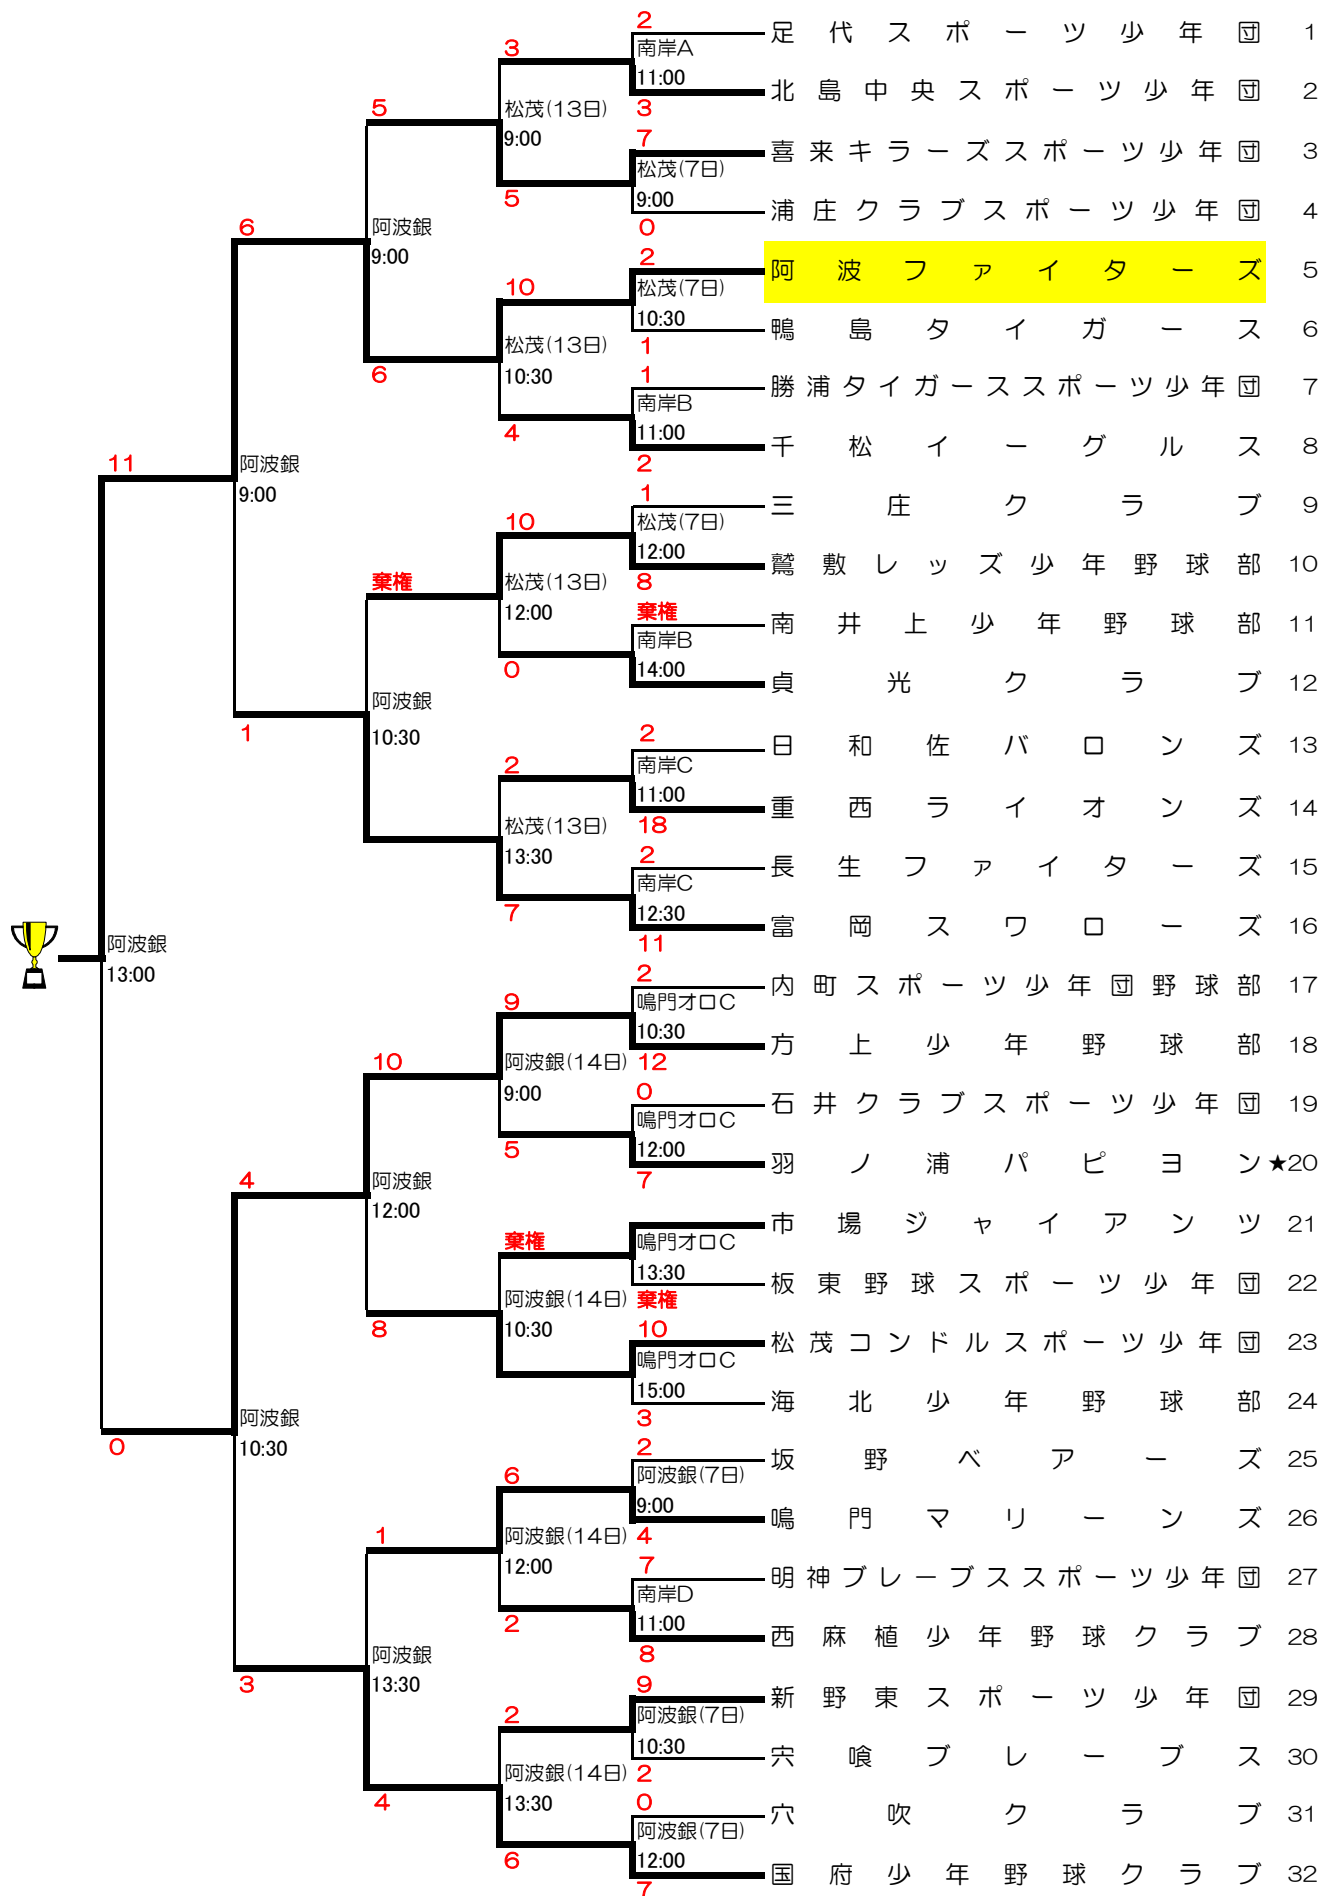 2
足代スポーツ少年団 1
3
南岸A
11:00
北島中央スポーツ少年団 2
5
松茂(13日)
3
9:00
7
喜来キラーズスポーツ少年団 3
松茂(7日)
5
9:00
浦庄クラブスポーツ少年団 4
6
阿波銀
0
9:00
2
阿波ファイターズ 5
10
松茂(7日)
10:30
鴨島タイガース 6
松茂(13日)
1
6
10:30
1
勝浦タイガーススポーツ少年団 7
南岸B
4
11:00
千松イーグルス 8
11
阿波銀
2
9:00
1
三庄クラブ 9
10
松茂(7日)
12:00
鷲敷レッズ少年野球部 10
棄権
松茂(13日)
8
12:00
棄権
南井上少年野球部 11
南岸B
0
14:00
貞光クラブ 12
阿波銀
1
10:30
2
日和佐バロンズ 13
2
南岸C
11:00
重西ライオンズ 14
松茂(13日)
18
13:30
2
長生ファイターズ 15
南岸C
7
12:30
富岡スワローズ 16
阿波銀
11
13:00
2
内町スポーツ少年団野球部 17
9
鳴門オロC
10:30
方上少年野球部 18
10
阿波銀(14日)
12
9:00
0
石井クラブスポーツ少年団 19
鳴門オロC
5
12:00
羽ノ浦パピヨン★20
4
阿波銀
7
12:00
市場ジャイアンツ 21
棄権
鳴門オロC
13:30
板東野球スポーツ少年団 22
阿波銀(14日)
棄権
8
10:30
10
松茂コンドルスポーツ少年団 23
鳴門オロC
15:00
海北少年野球部 24
阿波銀
3
0
10:30
2
坂野ベアーズ 25
6
阿波銀(7日)
9:00
鳴門マリーンズ 26
1
阿波銀(14日)
4
12:00
7
明神ブレーブススポーツ少年団 27
南岸D
2
11:00
西麻植少年野球クラブ 28
阿波銀
8
3
13:30
9
新野東スポーツ少年団 29
2
阿波銀(7日)
10:30
宍喰ブレーブス 30
阿波銀(14日)
2
4
13:30
0
穴吹クラブ 31
阿波銀(7日)
6
12:00
国府少年野球クラブ 32
7